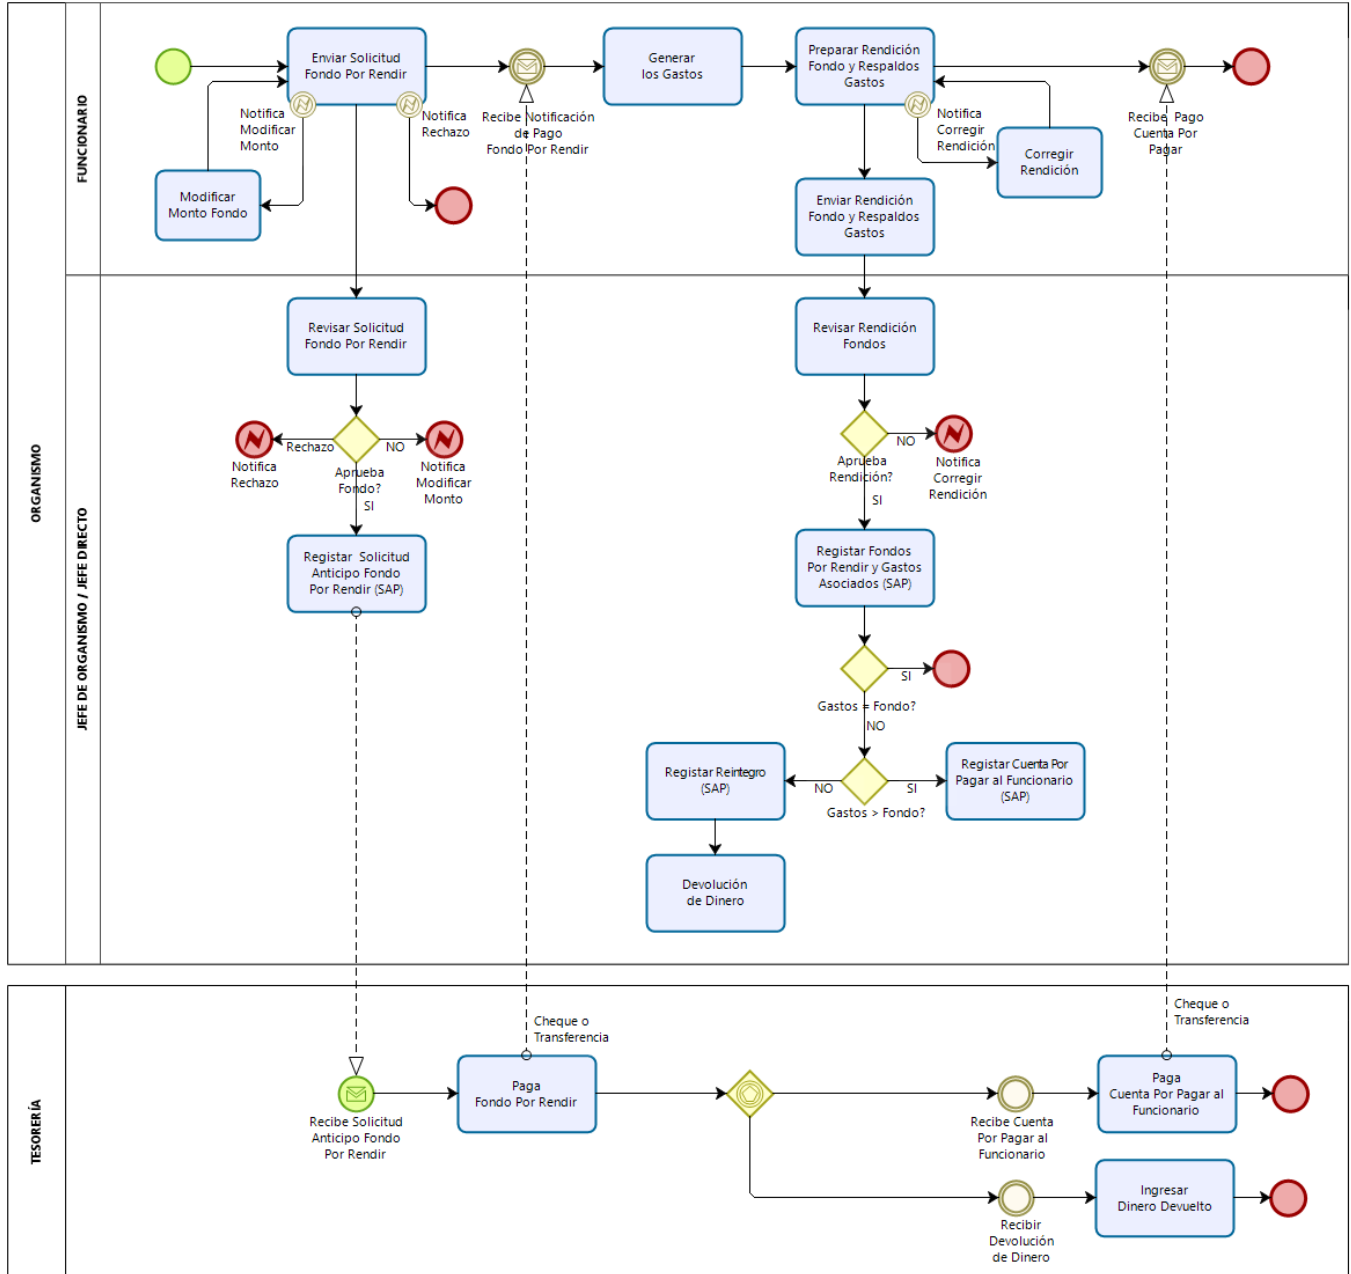 ORGANISMO
FUNCIONARIO
Enviar Solicitud
Fondo Por Rendir
Notifica
Modificar
Monto
Notifica
Rechazo
Modificar
Monto Fondo
Recibe Notificación
de Pago
Fondo Por Rendir
Generar
los Gastos
Preparar Rendición
Fondo y Respaldos
Gastos
Notifica
Corregir
Rendición
Corregir
Rendición
Recibe Pago
Cuenta Por
Pagar
Enviar Rendición
Fondo y Respaldos
Gastos
JEFE DE ORGANISMO / JEFE DIRECTO
Revisar Solicitud
Fondo Por Rendir
Rechazo
NO
Notifica
Rechazo
Aprueba
Fondo?
Notifica
Modificar
Monto
SI
Registar Solicitud
Anticipo Fondo
Por Rendir (SAP)
Revisar Rendición
Fondos
NO
Aprueba
Rendición?
Notifica
Corregir
Rendición
SI
Registar Fondos
Por Rendir y Gastos
Asociados (SAP)
SI
Gastos = Fondo?
NO
Registar Reintegro
(SAP)
NO
SI
Gastos > Fondo?
Registar Cuenta Por
Pagar al Funcionario
(SAP)
Devolución
de Dinero
TESORERÍA
Cheque o
Transferencia
Cheque o
Transferencia
Recibe Solicitud
Anticipo Fondo
Por Rendir
Paga
Fondo Por Rendir
Recibe Cuenta
Por Pagar al
Funcionario
Paga
Cuenta Por Pagar al
Funcionario
Recibir
Devolución
de Dinero
Ingresar
Dinero Devuelto